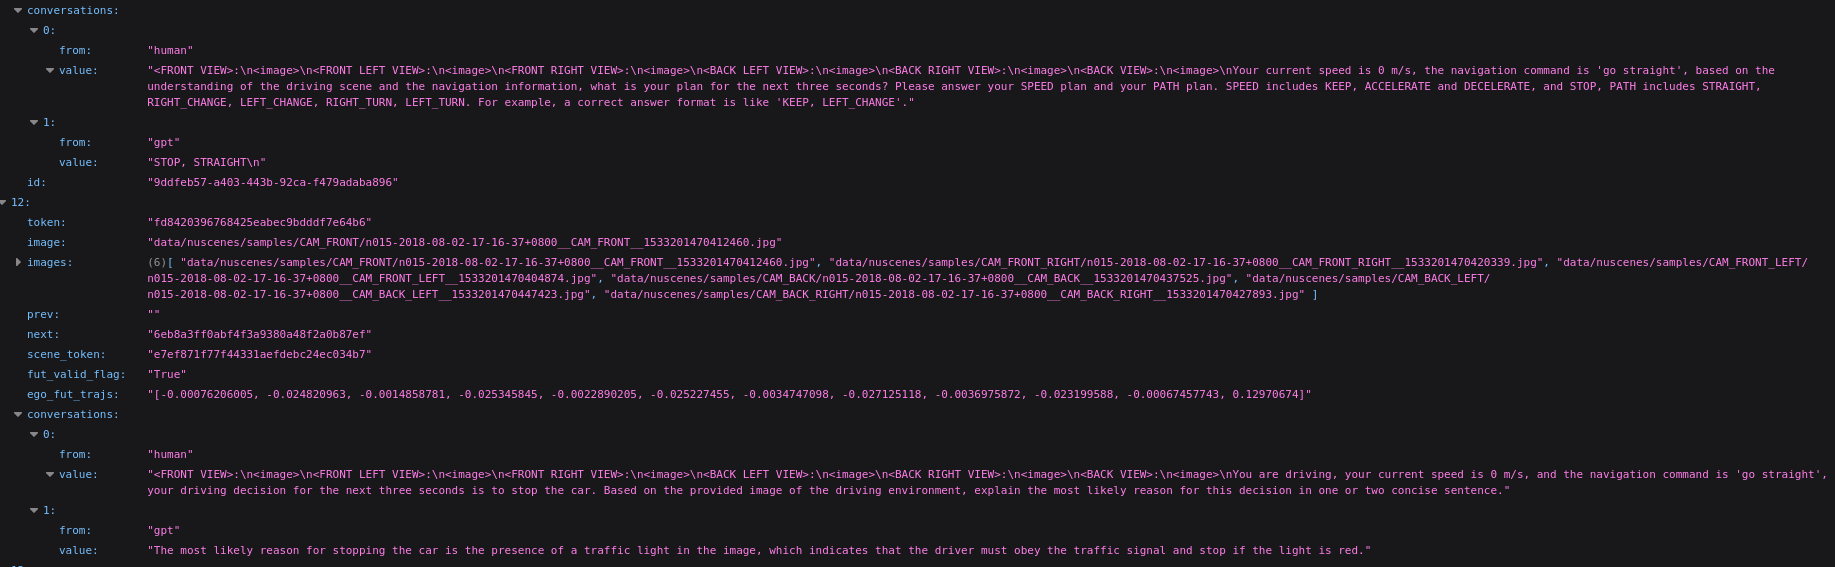 conversations:
0:
from: "human"
value: "<FRONT VIEW>:\n<image>\n<FRONT LEFT VIEW>:\n<image>\n<FRONT RIGHT VIEW>:\n<image>\n<BACK LEFT VIEW>:\n<image>\n<BACK RIGHT VIEW>:\n<image>\n<BACK VIEW>:\n<image>\nYour current speed is 0 m/s, the navigation command is 'go straight', based on the
understanding of the driving scene and the navigation information, what is your plan for the next three seconds? Please answer your SPEED plan and your PATH plan. SPEED includes KEEP, ACCELERATE and DECELERATE, and STOP, PATH includes STRAIGHT,
RIGHT_CHANGE, LEFT_CHANGE, RIGHT_TURN, LEFT_TURN. For example, a correct answer format is like 'KEEP, LEFT_CHANGE'."
1:
from: "gpt"
value: "STOP, STRAIGHT\n"
id: "9ddfeb57-a403-443b-92ca-f479adaba896"
12:
token: "fd8420396768425eabec9bdddf7e64b6"
image: "data/nuscenes/samples/CAM_FRONT/n015-2018-08-02-17-16-37+0800__CAM_FRONT__1533201470412460.jpg"
images: (6)[ "data/nuscenes/samples/CAM_FRONT/n015-2018-08-02-17-16-37+0800__CAM_FRONT__1533201470412460.jpg", "data/nuscenes/samples/CAM_FRONT_RIGHT/n015-2018-08-02-17-16-37+0800__CAM_FRONT_RIGHT__1533201470420339.jpg", "data/nuscenes/samples/CAM_FRONT_LEFT/
n015-2018-08-02-17-16-37+0800__CAM_FRONT_LEFT__1533201470404874.jpg", "data/nuscenes/samples/CAM_BACK/n015-2018-08-02-17-16-37+0800__CAM_BACK__1533201470437525.jpg", "data/nuscenes/samples/CAM_BACK_LEFT/
n015-2018-08-02-17-16-37+0800__CAM_BACK_LEFT__1533201470447423.jpg", "data/nuscenes/samples/CAM_BACK_RIGHT/n015-2018-08-02-17-16-37+0800__CAM_BACK_RIGHT__1533201470427893.jpg" ]
prev: ""
next: "6eb8a3ff0abf4f3a9380a48f2a0b87ef"
scene_token: "e7ef871f77f44331aefdebc24ec034b7"
fut_valid_flag: "True"
ego_fut_trajs: "[-0.00076206005, -0.024820963, -0.0014858781, -0.025345845, -0.0022890205, -0.025227455, -0.0034747098, -0.027125118, -0.0036975872, -0.023199588, -0.00067457743, 0.12970674]"
conversations:
0:
from: "human"
value: "<FRONT VIEW>:\n<image>\n<FRONT LEFT VIEW>:\n<image>\n<FRONT RIGHT VIEW>:\n<image>\n<BACK LEFT VIEW>:\n<image>\n<BACK RIGHT VIEW>:\n<image>\n<BACK VIEW>:\n<image>\nYou are driving, your current speed is 0 m/s, and the navigation command is 'go straight',
your driving decision for the next three seconds is to stop the car. Based on the provided image of the driving environment, explain the most likely reason for this decision in one or two concise sentence."
1:
from: "gpt"
value: "The most likely reason for stopping the car is the presence of a traffic light in the image, which indicates that the driver must obey the traffic signal and stop if the light is red."